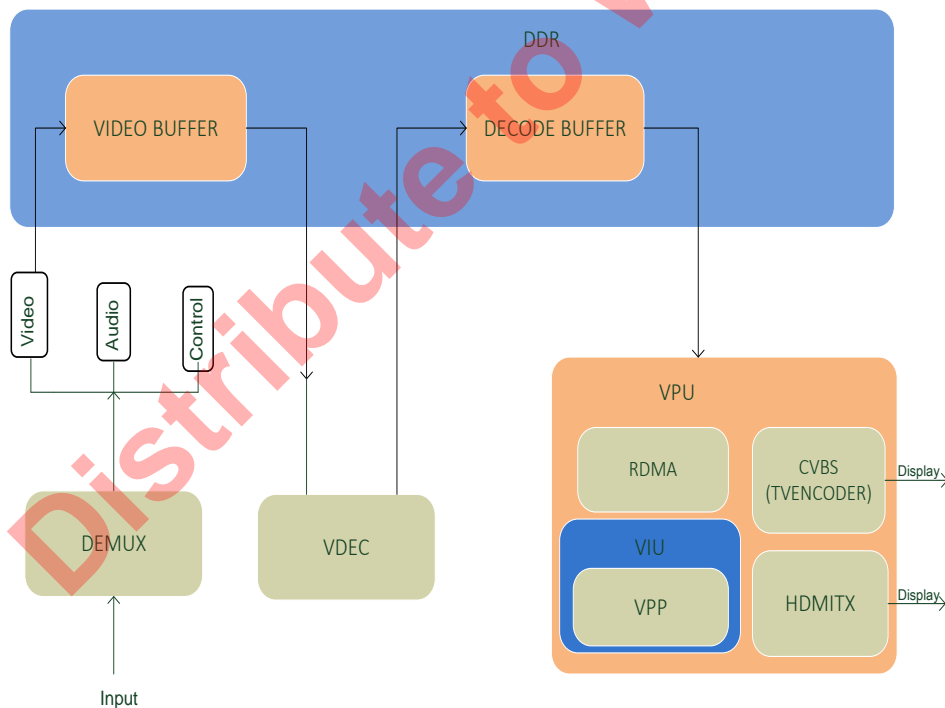 DDR
VIDEO BUFFER
DECODE BUFFER
Video
Audio
Control
VPU
RDMA
CVBS
(TVENCODER)
Display
DEMUX
VDEC
VIU
VPP
HDMITX
Display
Input
Distribute to